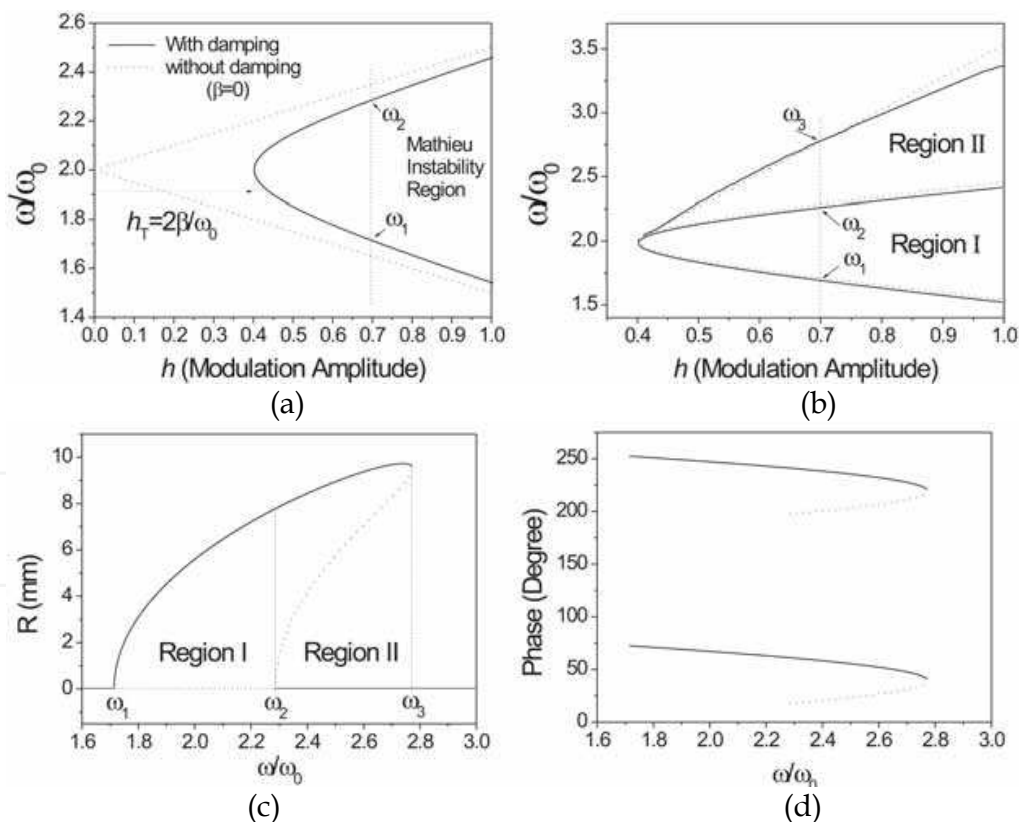 2.6
2.4
2.2
2.0
1.8
1.6
1.4
ω/ω₀
With damping
without damping
(β=0)
ω₂
Mathieu
Instability
Region
h_T=2β/ω₀
ω₁
0.0 0.1 0.2 0.3 0.4 0.5 0.6 0.7 0.8 0.9 1.0
h (Modulation Amplitude)
(a)
3.5
3.0
2.5
2.0
1.5
ω/ω₀
ω₃
Region II
ω₂
Region I
ω₁
0.4 0.5 0.6 0.7 0.8 0.9 1.0
h (Modulation Amplitude)
(b)
10
8
6
4
2
0
R (mm)
Region I
Region II
ω₁
ω₂
ω₃
1.6 1.8 2.0 2.2 2.4 2.6 2.8 3.0
ω/ω₀
(c)
250
200
150
100
50
0
Phase (Degree)
1.6 1.8 2.0 2.2 2.4 2.6 2.8 3.0
ω/ω₀
(d)